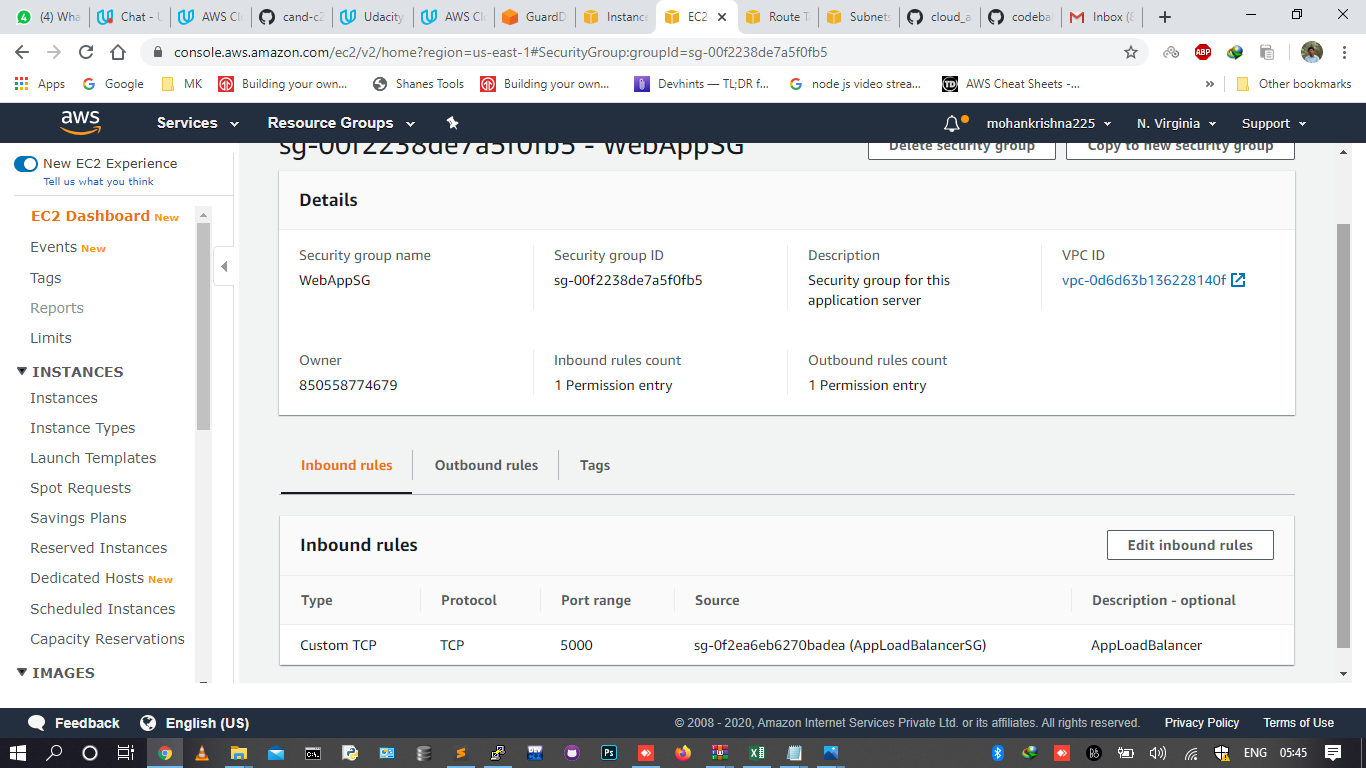 (4) Wha
Chat - U
AWS Cl
cand-c2
Udacity
AWS Cl
GuardD
Instance
EC2
Route T
Subnets
cloud_a
codebal
Inbox (8
console.aws.amazon.com/ec2/v2/home?region=us-east-1#SecurityGroup:groupId=sg-00f2238de7a5f0fb5
ABP
Apps
Google
MK
Building your own...
Shanes Tools
Building your own...
Devhints — TL;DR f...
node js video strea...
AWS Cheat Sheets -...
»
Other bookmarks
aws
Services
Resource Groups
mohankrishna225
N. Virginia
Support
New EC2 Experience
Tell us what you think
EC2 Dashboard New
Events New
Tags
Reports
Limits
INSTANCES
Instances
Instance Types
Launch Templates
Spot Requests
Savings Plans
Reserved Instances
Dedicated Hosts New
Scheduled Instances
Capacity Reservations
IMAGES
sg-00f2238de7a5f0fb5 - WebAppSG
Delete security group
Copy to new security group
Details
Security group name
WebAppSG
Security group ID
sg-00f2238de7a5f0fb5
Description
Security group for this
application server
VPC ID
vpc-0d6d63b136228140f
Owner
850558774679
Inbound rules count
1 Permission entry
Outbound rules count
1 Permission entry
Inbound rules
Outbound rules
Tags
Inbound rules
Edit inbound rules
Type
Protocol
Port range
Source
Description - optional
Custom TCP
TCP
5000
sg-0f2ea6eb6270badea (AppLoadBalancerSG)
AppLoadBalancer
Feedback
English (US)
© 2008 - 2020, Amazon Internet Services Private Ltd. or its affiliates. All rights reserved.
Privacy Policy
Terms of Use
ENG
05:45